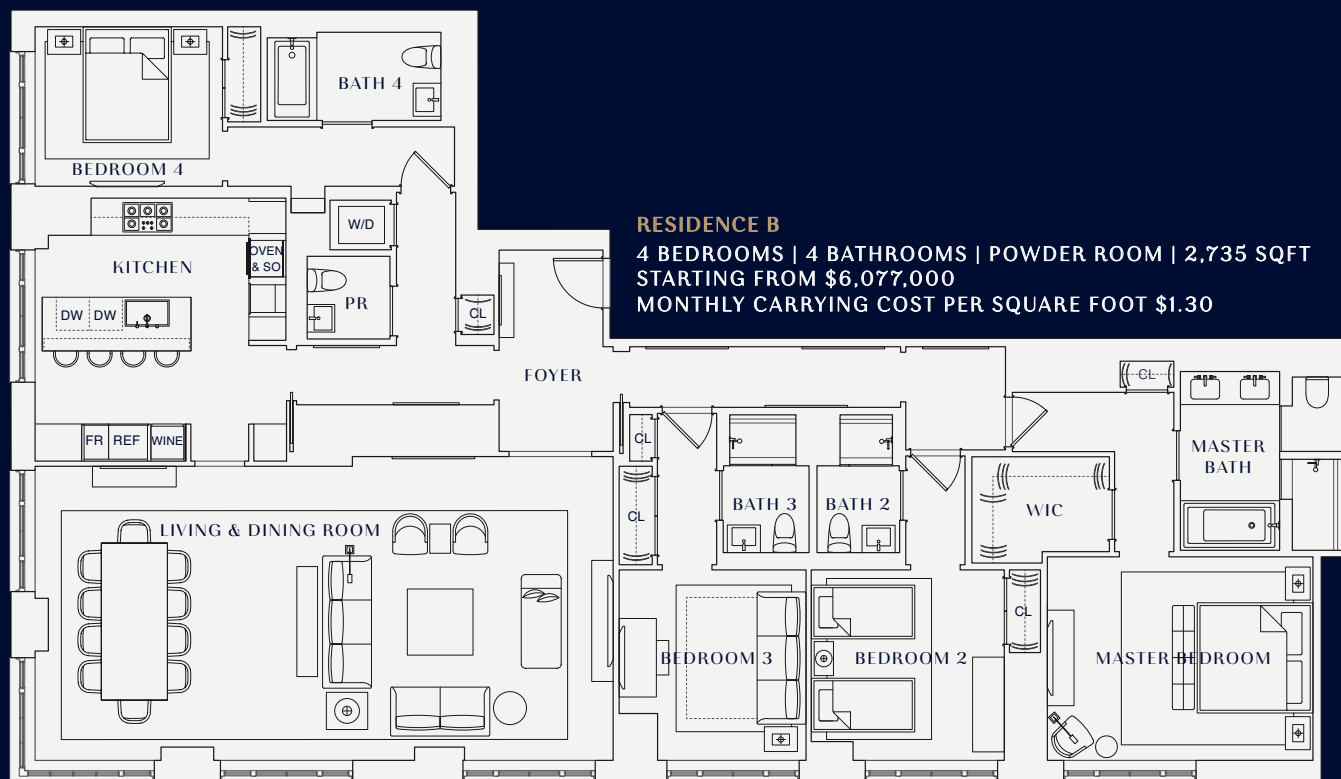 BATH 4
BEDROOM 4
RESIDENCE B
4 BEDROOMS | 4 BATHROOMS | POWDER ROOM | 2,735 SQFT
STARTING FROM $6,077,000
MONTHLY CARRYING COST PER SQUARE FOOT $1.30
W/D
OVEN
& SO
KITCHEN
PR
CL
DW DW
FOYER
CL
FR REF WINE
CL
MASTER
BATH
LIVING & DINING ROOM
CL
BATH 3
BATH 2
WIC
CL
BEDROOM 3
BEDROOM 2
MASTER BEDROOM